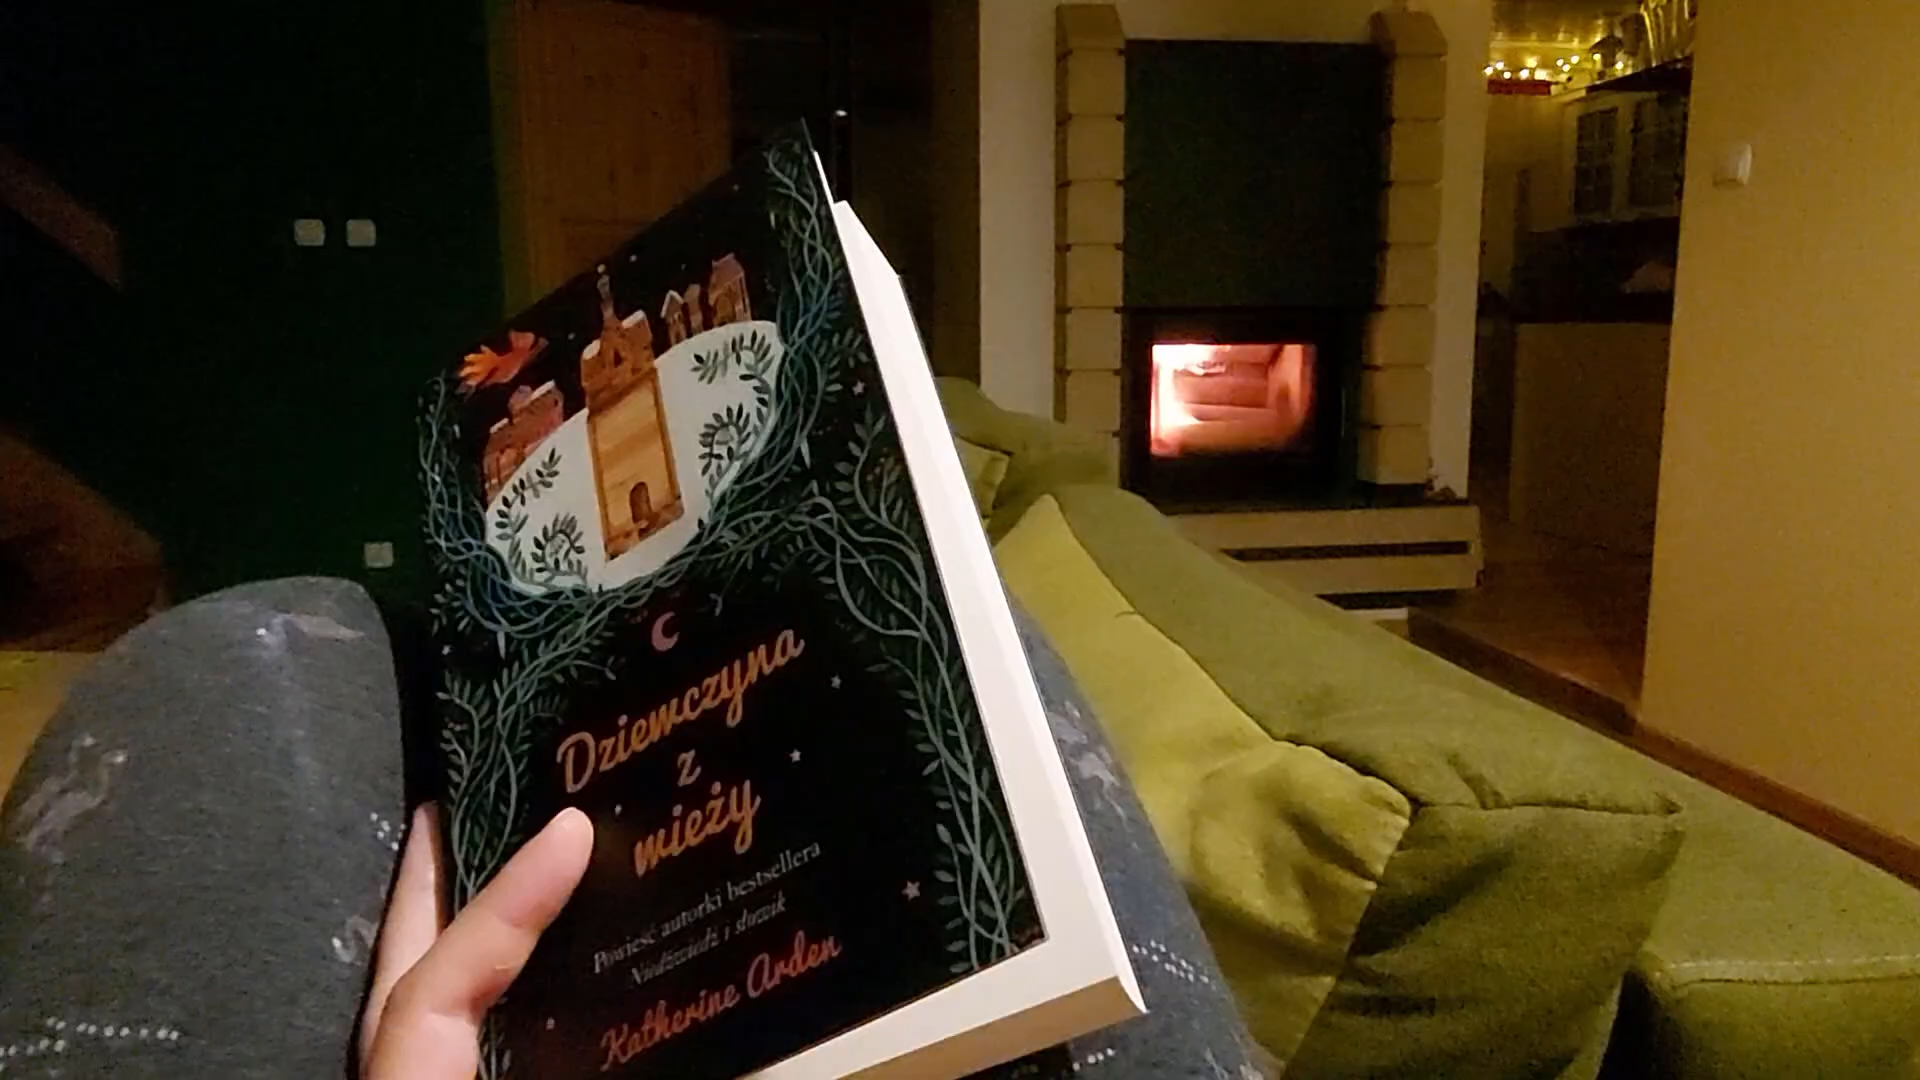 Dziewczyna
z
wieży
Powieść autorki bestsellera
Niedźwiedź i słowik
Katherine Arden